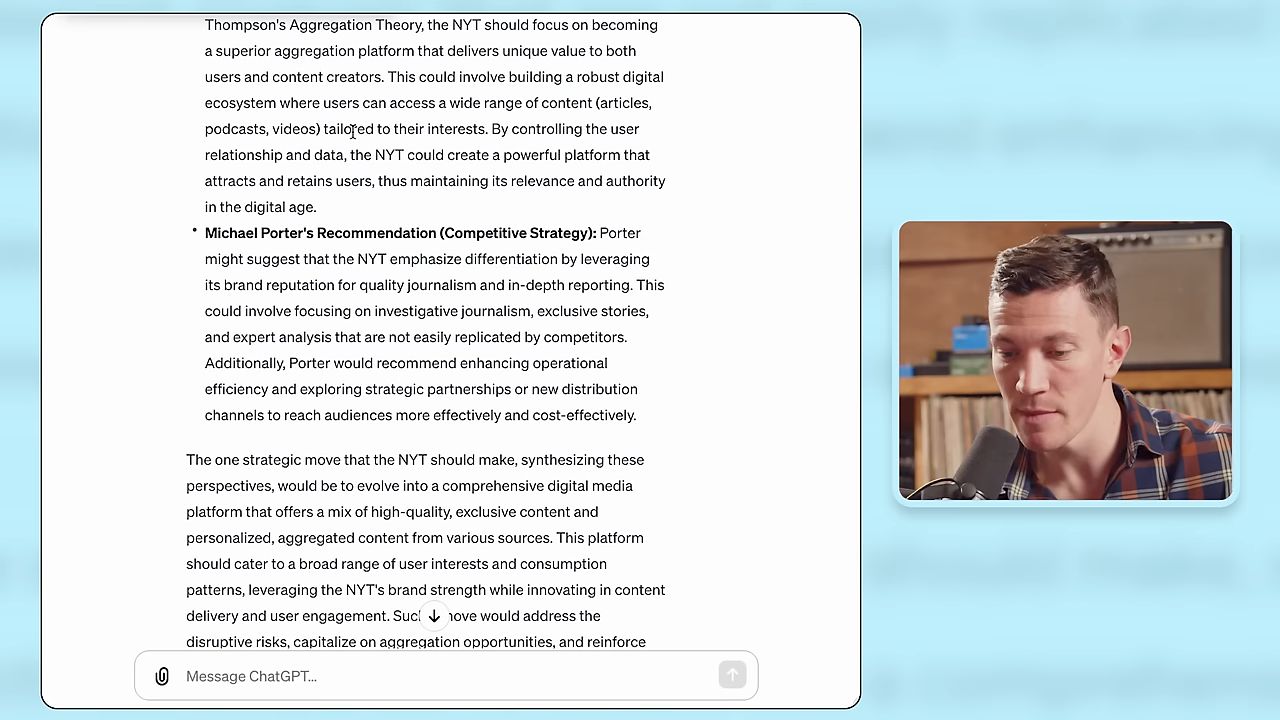 Thompson's Aggregation Theory, the NYT should focus on becoming
a superior aggregation platform that delivers unique value to both
users and content creators. This could involve building a robust digital
ecosystem where users can access a wide range of content (articles,
podcasts, videos) tailored to their interests. By controlling the user
relationship and data, the NYT could create a powerful platform that
attracts and retains users, thus maintaining its relevance and authority
in the digital age.
• Michael Porter's Recommendation (Competitive Strategy): Porter
might suggest that the NYT emphasize differentiation by leveraging
its brand reputation for quality journalism and in-depth reporting. This
could involve focusing on investigative journalism, exclusive stories,
and expert analysis that are not easily replicated by competitors.
Additionally, Porter would recommend enhancing operational
efficiency and exploring strategic partnerships or new distribution
channels to reach audiences more effectively and cost-effectively.
The one strategic move that the NYT should make, synthesizing these
perspectives, would be to evolve into a comprehensive digital media
platform that offers a mix of high-quality, exclusive content and
personalized, aggregated content from various sources. This platform
should cater to a broad range of user interests and consumption
patterns, leveraging the NYT's brand strength while innovating in content
delivery and user engagement. Such move would address the
disruptive risks, capitalize on aggregation opportunities, and reinforce
Message ChatGPT...